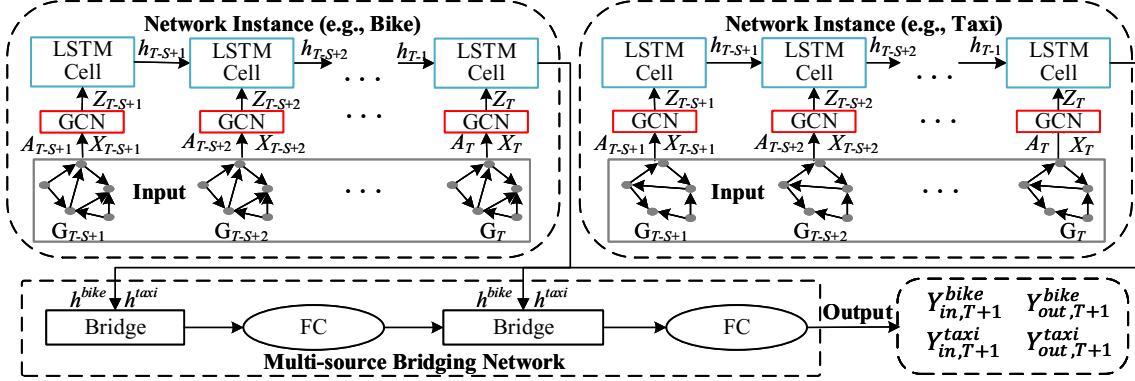 Network Instance (e.g., Bike)
LSTM Cell h_{T-S+1} LSTM Cell h_{T-S+2} . . . h_{T-1} LSTM Cell
Z_{T-S+1} Z_{T-S+2} . . . Z_T
GCN GCN GCN
A_{T-S+1} X_{T-S+1} A_{T-S+2} X_{T-S+2} A_T X_T
Input . . .
G_{T-S+1} G_{T-S+2} G_T
Network Instance (e.g., Taxi)
LSTM Cell h_{T-S+1} LSTM Cell h_{T-S+2} . . . h_{T-1} LSTM Cell
Z_{T-S+1} Z_{T-S+2} . . . Z_T
GCN GCN GCN
A_{T-S+1} X_{T-S+1} A_{T-S+2} X_{T-S+2} A_T X_T
Input . . .
G_{T-S+1} G_{T-S+2} G_T
h^{bike} h^{taxi} h^{bike} h^{taxi}
Bridge FC Bridge FC
Multi-source Bridging Network
Output
Y_{in,T+1}^{bike} Y_{out,T+1}^{bike}
Y_{in,T+1}^{taxi} Y_{out,T+1}^{taxi}